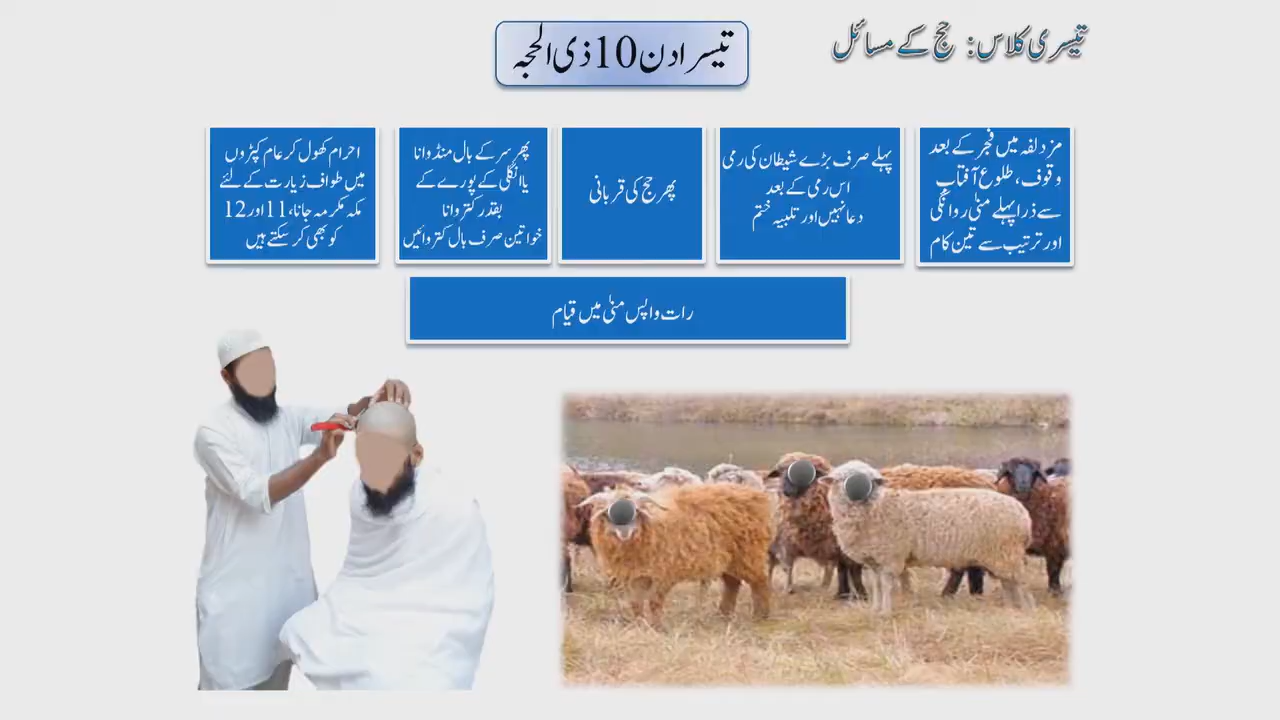 تیسری کلاس: حج کے مسائل
تیسرا دن 10 ذی الحجہ
مزدلفہ میں فجر کے بعد
وقوف، طلوع آفتاب
سے ذرا پہلے منیٰ روانگی
اور ترتیب سے تین کام
پہلے صرف بڑے شیطان کی رمی
اس رمی کے بعد
دعا نہیں اور تلبیہ ختم
پھر حج کی قربانی
پھر سر کے بال منڈوانا
یا انگلی کے پورے کے
بقدر کتروانا
خواتین صرف بال کتروائیں
احرام کھول کر عام کپڑوں
میں طواف زیارت کے لئے
مکہ مکرمہ جانا، 11 اور 12
کو بھی کر سکتے ہیں
رات واپس منیٰ میں قیام